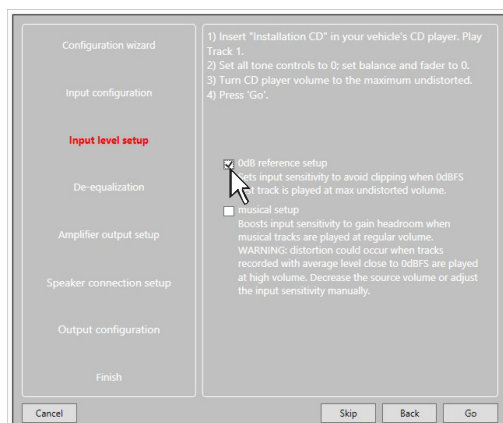 Configuration wizard
Input configuration
Input level setup
De-equalization
Amplifier output setup
Speaker connection setup
Output configuration
Finish
1) Insert "Installation CD" in your vehicle's CD player. Play
Track 1.
2) Set all tone controls to 0; set balance and fader to 0.
3) Turn CD player volume to the maximum undistorted.
4) Press 'Go'.
0dB reference setup
Sets input sensitivity to avoid clipping when 0dBFS
track is played at max undistorted volume.
musical setup
Boosts input sensitivity to gain headroom when
musical tracks are played at regular volume.
WARNING: distortion could occur when tracks
recorded with average level close to 0dBFS are played
at high volume. Decrease the source volume or adjust
the input sensitivity manually.
Cancel
Skip
Back
Go